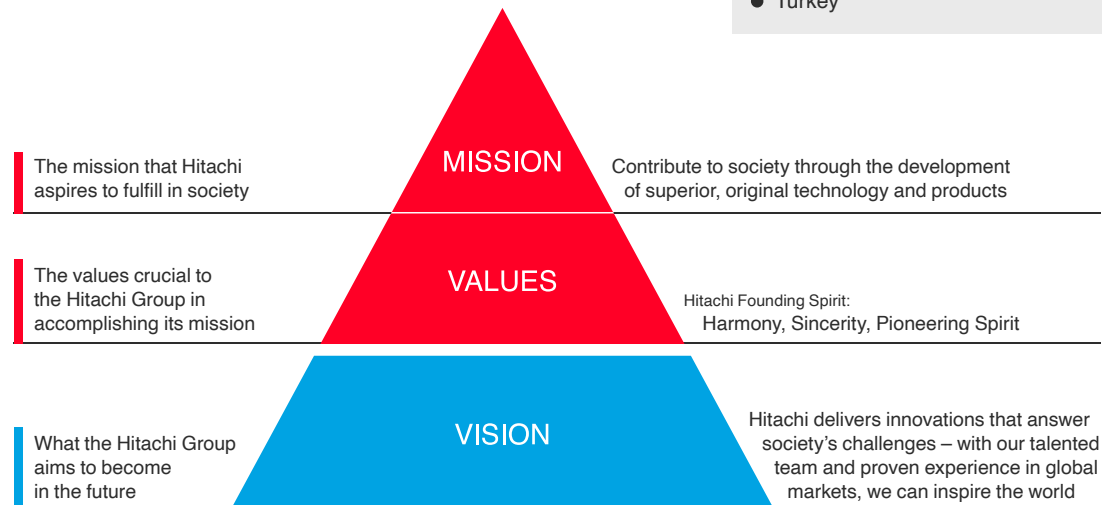 ● Turkey
MISSION
The mission that Hitachi
aspires to fulfill in society
Contribute to society through the development
of superior, original technology and products
VALUES
The values crucial to
the Hitachi Group in
accomplishing its mission
Hitachi Founding Spirit:
Harmony, Sincerity, Pioneering Spirit
VISION
What the Hitachi Group
aims to become
in the future
Hitachi delivers innovations that answer
society’s challenges – with our talented
team and proven experience in global
markets, we can inspire the world